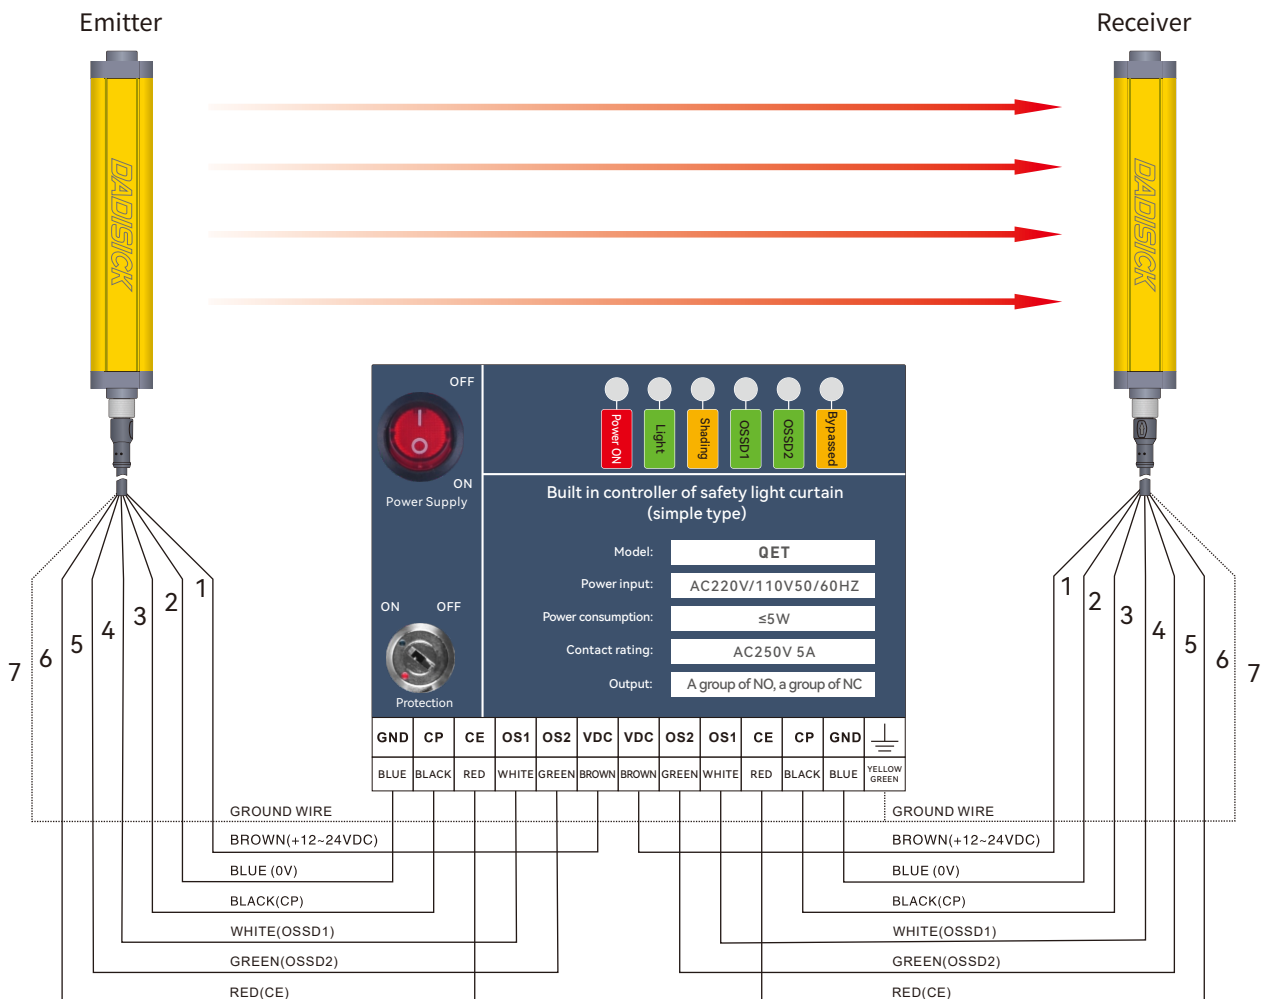 Emitter
Receiver
DADISICK
DADISICK
OFF
ON
Power Supply
Power ON
Light
Shading
OSSD1
OSSD2
Bypassed
Built in controller of safety light curtain
(simple type)
Model: QET
Power input: AC220V/110V50/60HZ
Power consumption: ≤5W
Contact rating: AC250V 5A
Output: A group of NO, a group of NC
ON OFF
Protection
7 6 5 4 3 2 1
1 2 3 4 5 6 7
GND CP CE OS1 OS2 VDC VDC OS2 OS1 CE CP GND
BLUE BLACK RED WHITE GREEN BROWN BROWN GREEN WHITE RED BLACK BLUE YELLOW
GREEN
GROUND WIRE GROUND WIRE
BROWN(+12~24VDC) BROWN(+12~24VDC)
BLUE (0V) BLUE (0V)
BLACK(CP) BLACK(CP)
WHITE(OSSD1) WHITE(OSSD1)
GREEN(OSSD2) GREEN(OSSD2)
RED(CE) RED(CE)